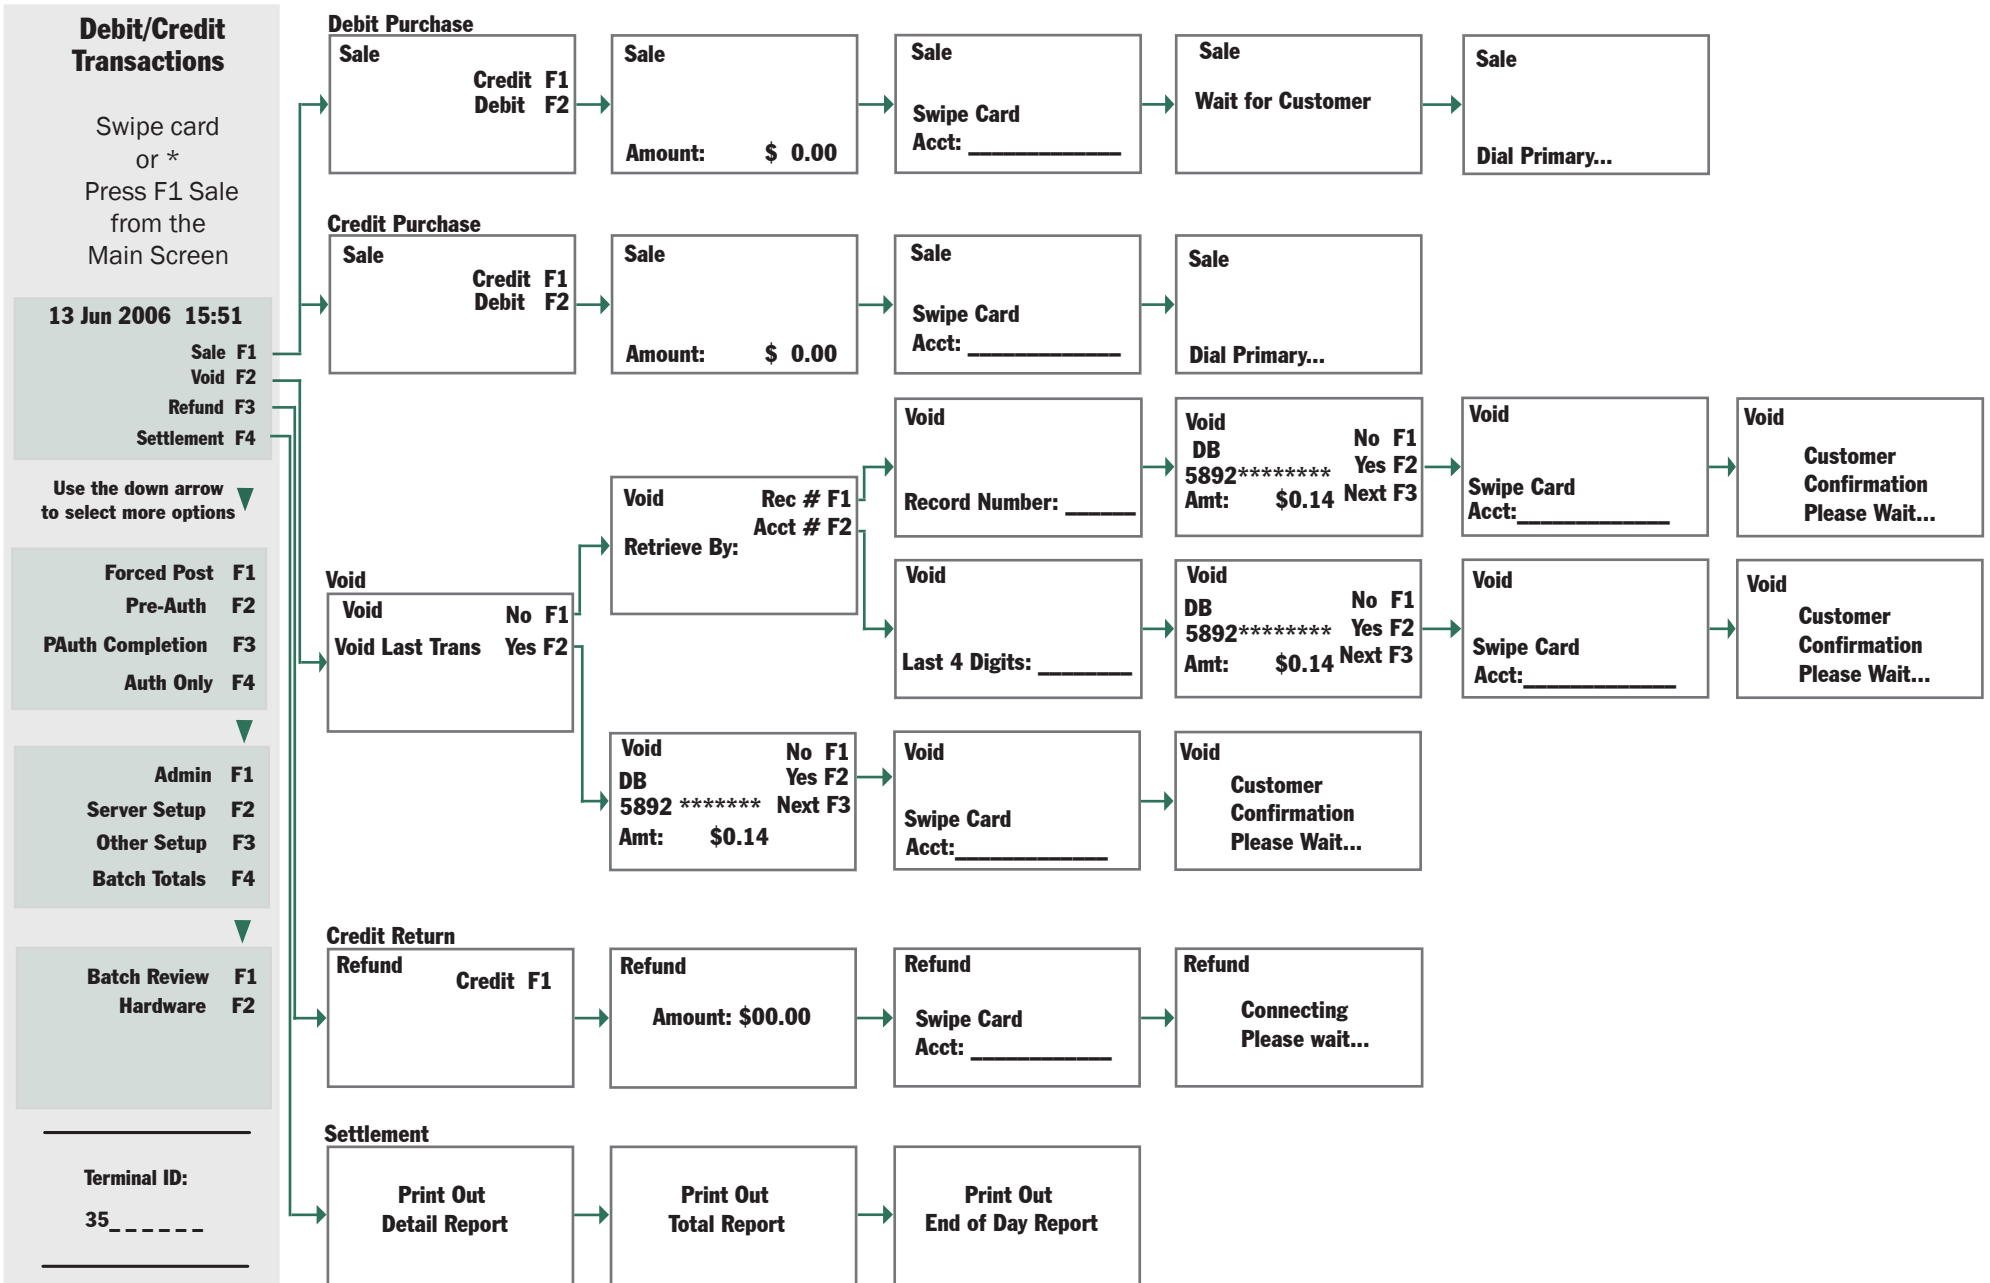 Debit/Credit
Transactions
Swipe card
or *
Press F1 Sale
from the
Main Screen
13 Jun 2006 15:51
Sale F1
Void F2
Refund F3
Settlement F4
Use the down arrow
to select more options
Forced Post F1
Pre-Auth F2
PAuth Completion F3
Auth Only F4
Admin F1
Server Setup F2
Other Setup F3
Batch Totals F4
Batch Review F1
Hardware F2
Terminal ID:
35_ _ _ _ _ _
Debit Purchase
Sale
Credit F1
Debit F2
Sale
Amount: $ 0.00
Sale
Swipe Card
Acct: _____________
Sale
Wait for Customer
Sale
Dial Primary...
Credit Purchase
Sale
Credit F1
Debit F2
Sale
Amount: $ 0.00
Sale
Swipe Card
Acct: _____________
Sale
Dial Primary...
Void
Void
No F1
Void Last Trans Yes F2
Void
Rec # F1
Acct # F2
Retrieve By:
Void
Record Number: ______
Void
No F1
DB
Yes F2
5892********
Amt: $0.14 Next F3
Void
Swipe Card
Acct:_____________
Void
Customer
Confirmation
Please Wait...
Void
Last 4 Digits: ________
Void
No F1
DB
Yes F2
5892********
Amt: $0.14 Next F3
Void
Swipe Card
Acct:_____________
Void
Customer
Confirmation
Please Wait...
Void
No F1
DB
Yes F2
5892 ******* Next F3
Amt: $0.14
Void
Swipe Card
Acct:_____________
Void
Customer
Confirmation
Please Wait...
Credit Return
Refund
Credit F1
Refund
Amount: $00.00
Refund
Swipe Card
Acct: ____________
Refund
Connecting
Please wait...
Settlement
Print Out
Detail Report
Print Out
Total Report
Print Out
End of Day Report